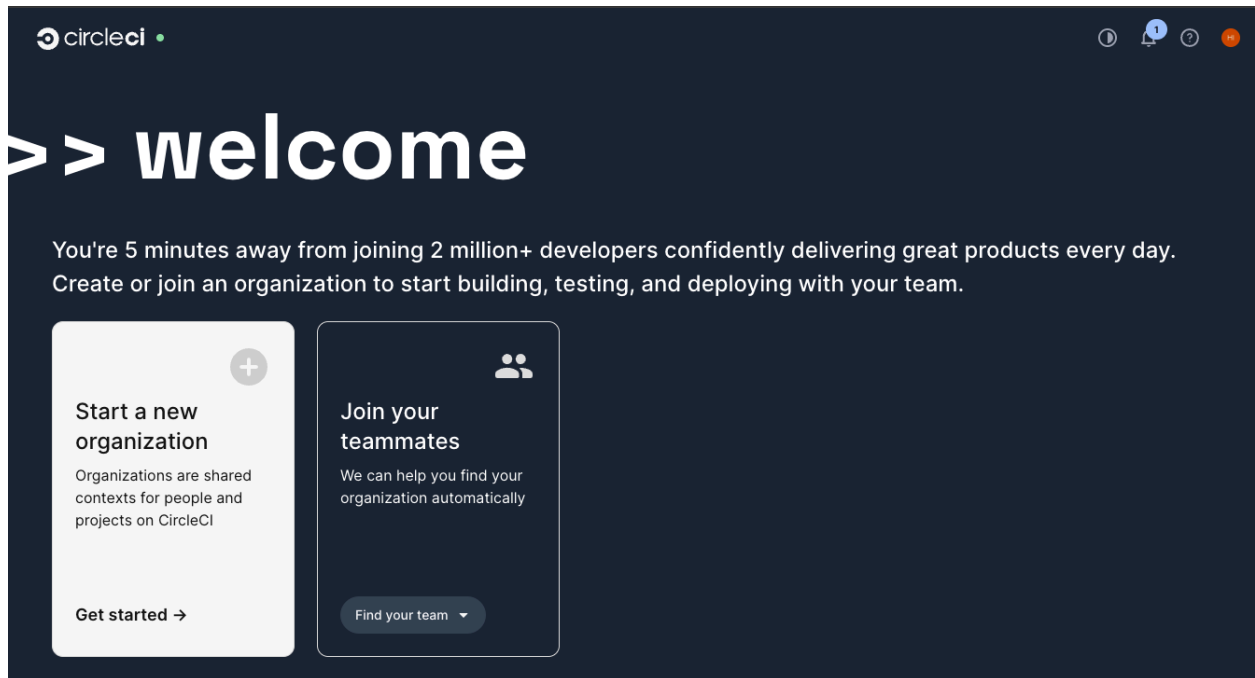 circleci
1
HI
>> welcome
You're 5 minutes away from joining 2 million+ developers confidently delivering great products every day.
Create or join an organization to start building, testing, and deploying with your team.
Start a new
organization
Organizations are shared
contexts for people and
projects on CircleCI
Get started →
Join your
teammates
We can help you find your
organization automatically
Find your team